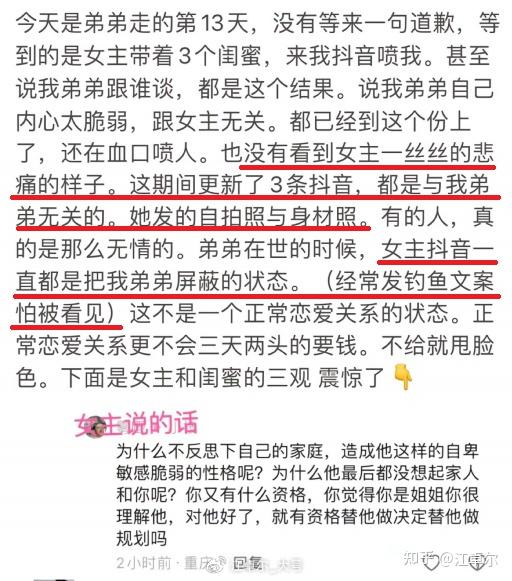 今天是弟弟走的第13天，没有等来一句道歉，等
到的是女主带着3个闺蜜，来我抖音喷我。甚至
说我弟弟跟谁谈，都是这个结果。说我弟弟自己
内心太脆弱，跟女主无关。都已经到这个份上
了，还在血口喷人。也没有看到女主一丝丝的悲
痛的样子。这期间更新了3条抖音，都是与我弟
弟无关的。她发的自拍照与身材照。有的人，真
的是那么无情的。弟弟在世的时候，女主抖音一
直都是把我弟弟屏蔽的状态。（经常发钓鱼文案
怕被看见）这不是一个正常恋爱关系的状态。正
常恋爱关系更不会三天两头的要钱。不给就甩脸
色。下面是女主和闺蜜的三观 震惊了👇
女主说的话
为什么不反思下自己的家庭，造成他这样的自卑
敏感脆弱的性格呢？为什么他最后都没想起家人
和你呢？你又有什么资格，你觉得你是姐姐你很
理解他，对他好了，就有资格替他做决定替他做
规划吗
2小时前·重庆 回复
知乎 @江卓尔